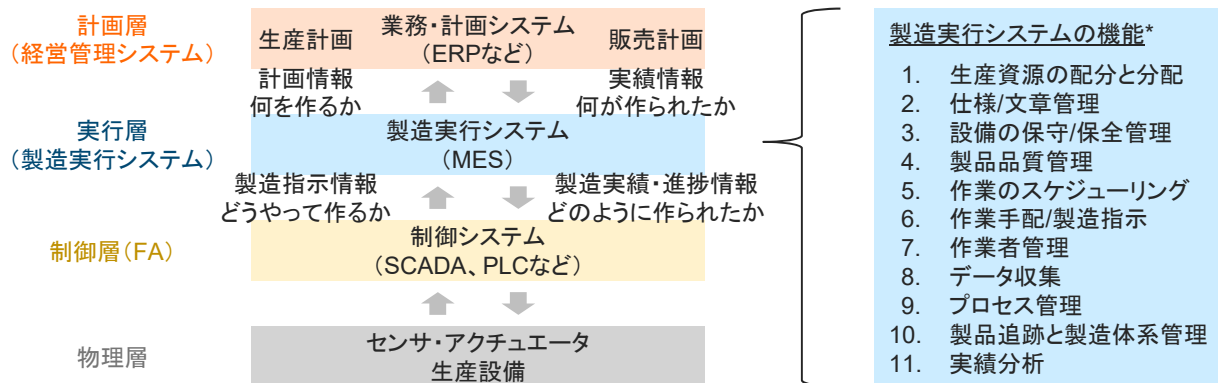 計画層
（経営管理システム）
生産計画
業務・計画システム
（ERPなど）
販売計画
計画情報
何を作るか
実績情報
何が作られたか
実行層
（製造実行システム）
製造実行システム
（MES）
製造指示情報
どうやって作るか
製造実績・進捗情報
どのように作られたか
制御層（FA）
制御システム
（SCADA、PLCなど）
物理層
センサ・アクチュエータ
生産設備
製造実行システムの機能*
1. 生産資源の配分と分配
2. 仕様/文章管理
3. 設備の保守/保全管理
4. 製品品質管理
5. 作業のスケジューリング
6. 作業手配/製造指示
7. 作業者管理
8. データ収集
9. プロセス管理
10. 製品追跡と製造体系管理
11. 実績分析